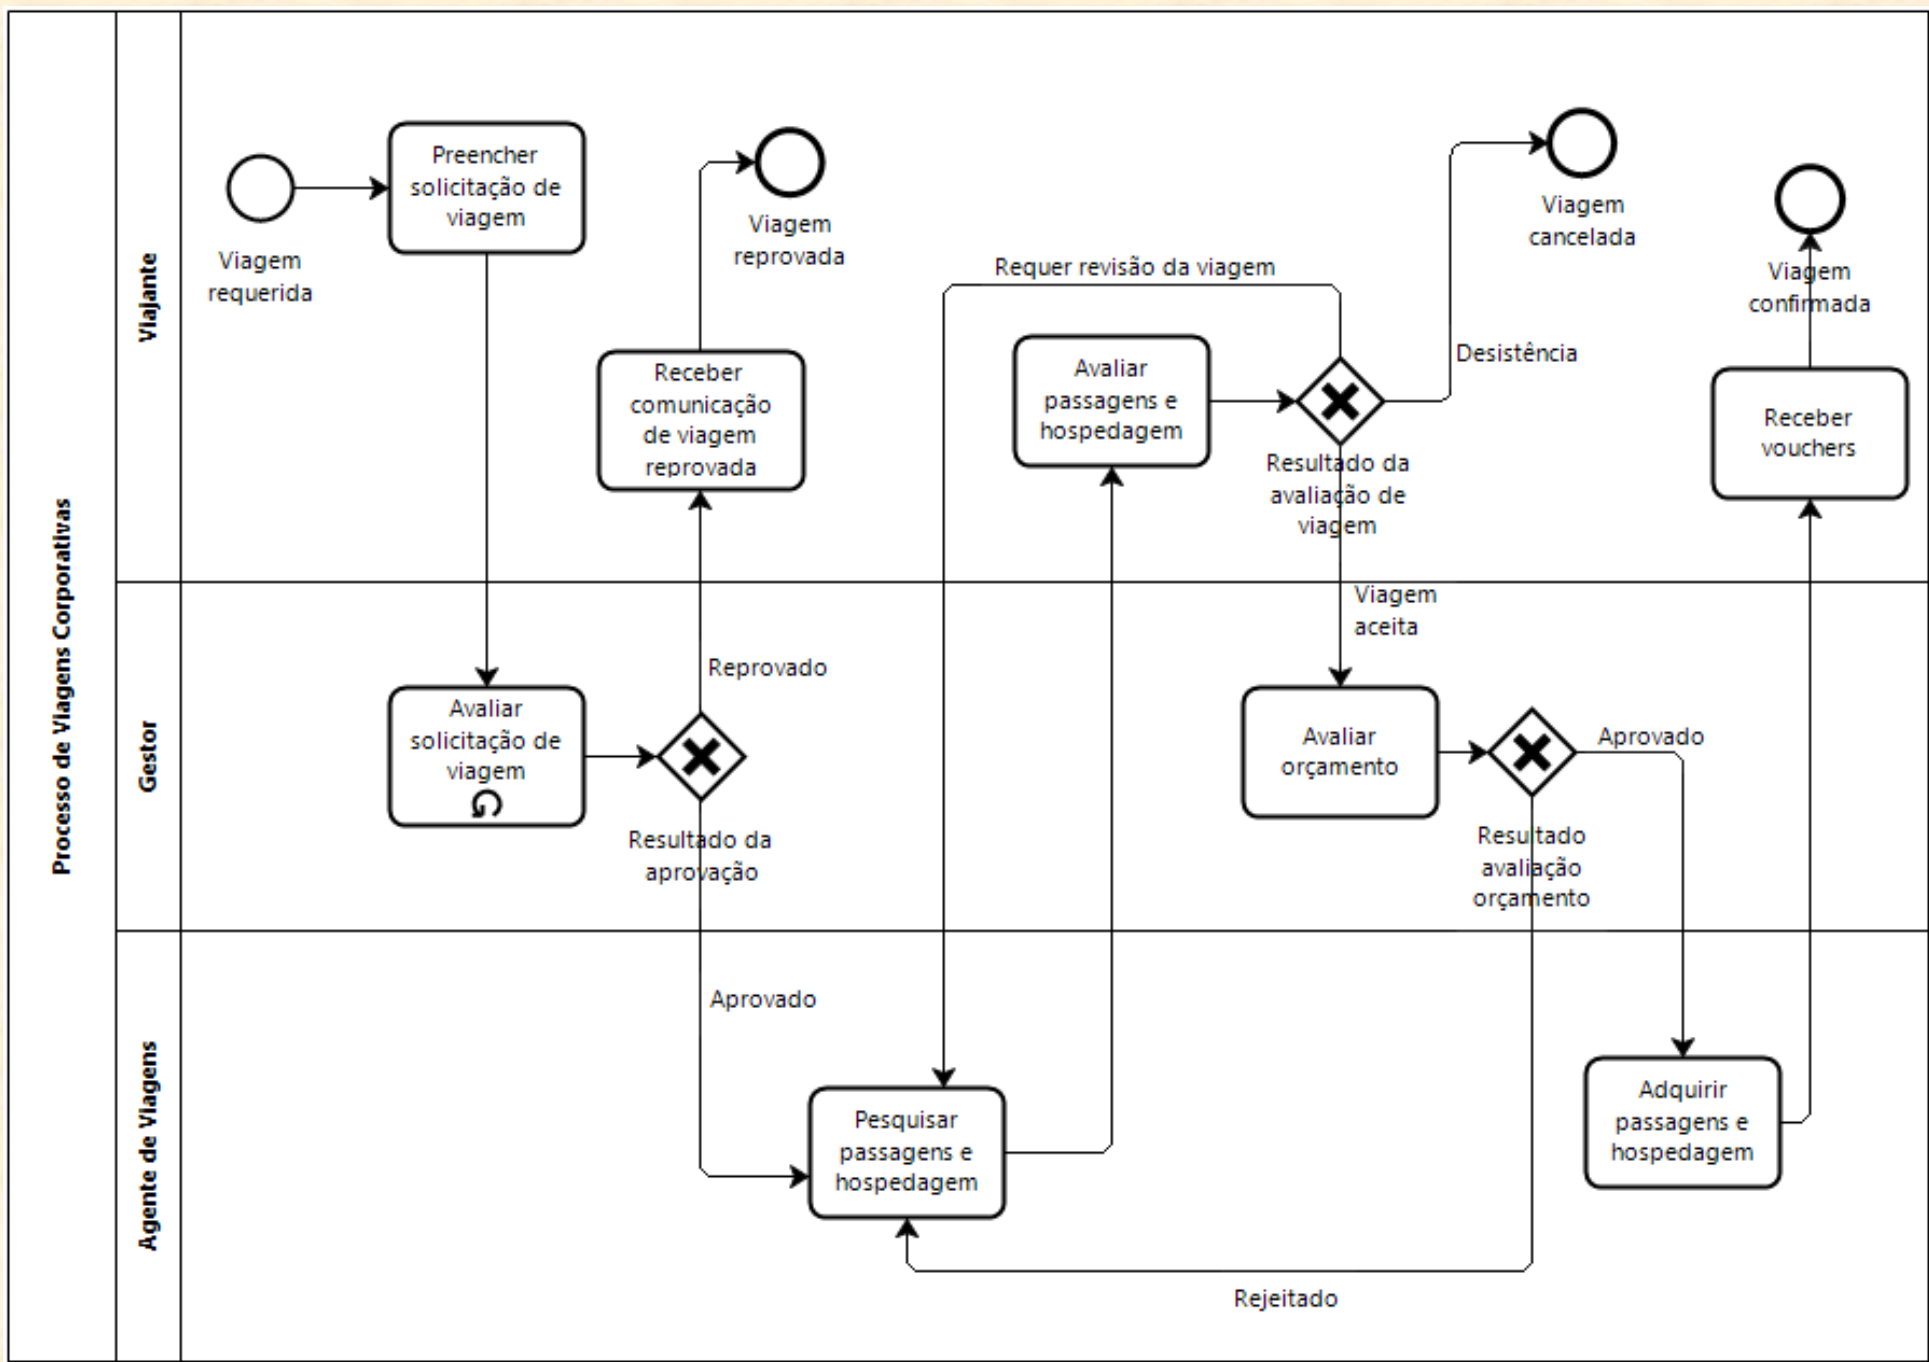 Processo de Viagens Corporativas
Viajante
Viagem
requerida
Preencher
solicitação de
viagem
Viagem
reprovada
Receber
comunicação
de viagem
reprovada
Requer revisão da viagem
Avaliar
passagens e
hospedagem
Resultado da
avaliação de
viagem
Desistência
Viagem
cancelada
Viagem
confirmada
Receber
vouchers
Gestor
Avaliar
solicitação de
viagem
Reprovado
Resultado da
aprovação
Viagem
aceita
Avaliar
orçamento
Aprovado
Resultado
avaliação
orçamento
Agente de Viagens
Aprovado
Pesquisar
passagens e
hospedagem
Adquirir
passagens e
hospedagem
Rejeitado